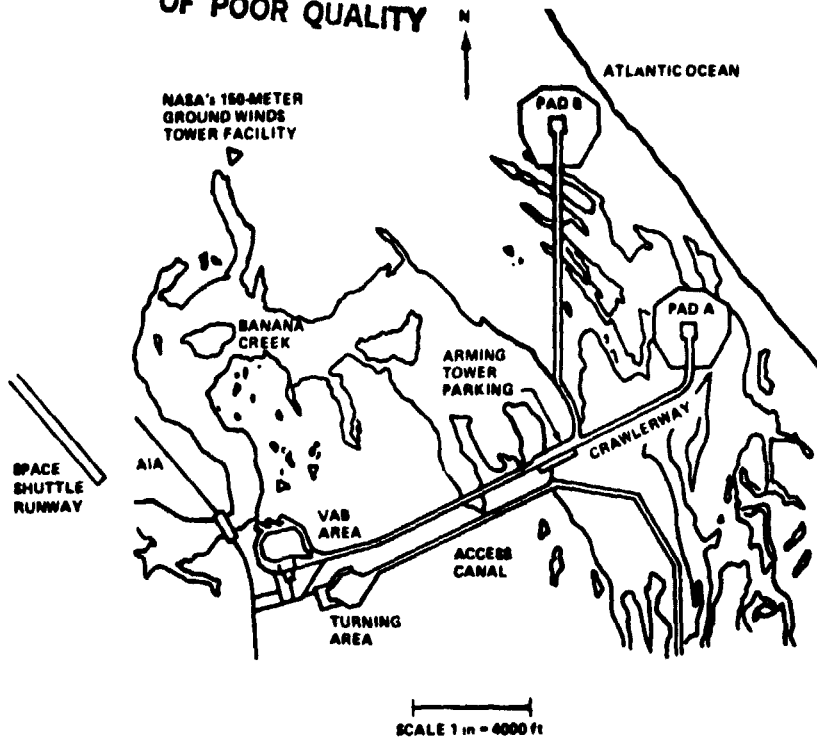 OF POOR QUALITY
N
ATLANTIC OCEAN
PAD B
NASA's 150-METER
GROUND WINDS
TOWER FACILITY
PAD A
BANANA
CREEK
ARMING
TOWER
PARKING
CRAWLERWAY
SPACE
SHUTTLE
RUNWAY
AIA
VAB
AREA
ACCESS
CANAL
TURNING
AREA
SCALE 1 in = 4000 ft